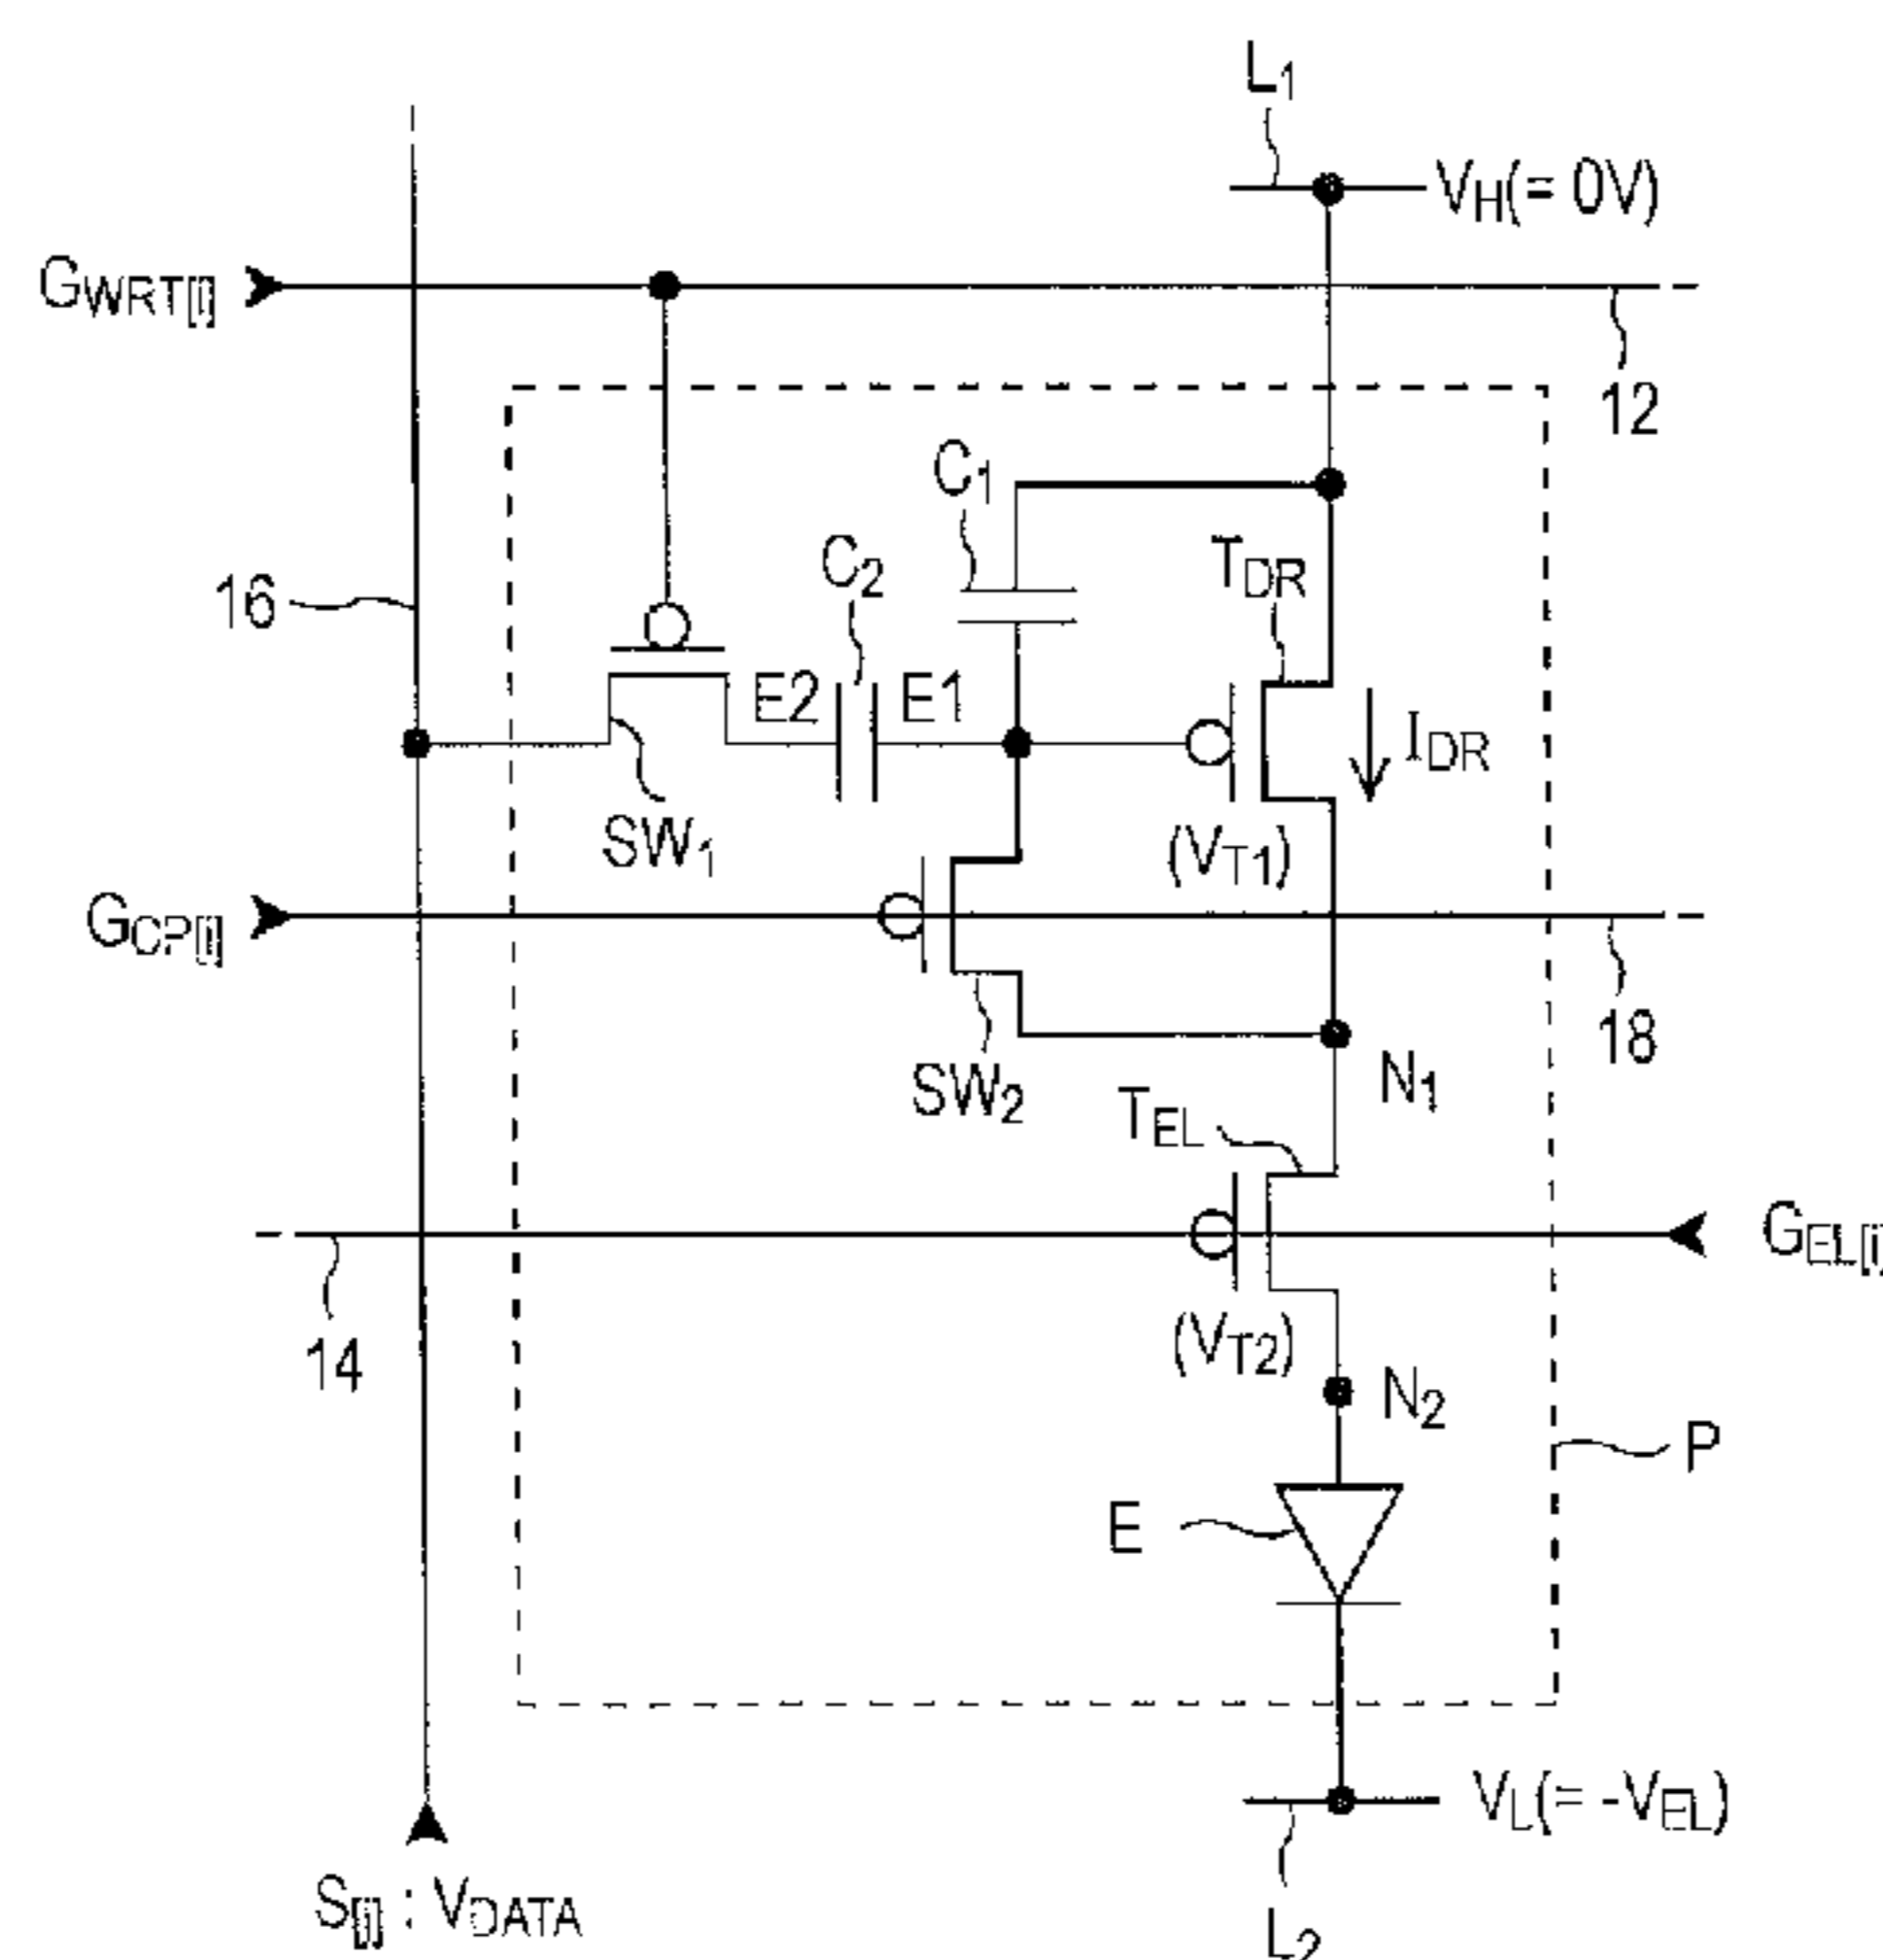 L1
VH(= 0V)
GWRT[i]
12
C1
C2
TDR
16
E2
E1
IDR
SW1
(VT1)
GCP[i]
18
SW2
N1
TEL
GEL[i]
14
(VT2)
N2
P
E
VL(= -VEL)
S[j] : VDATA
L2